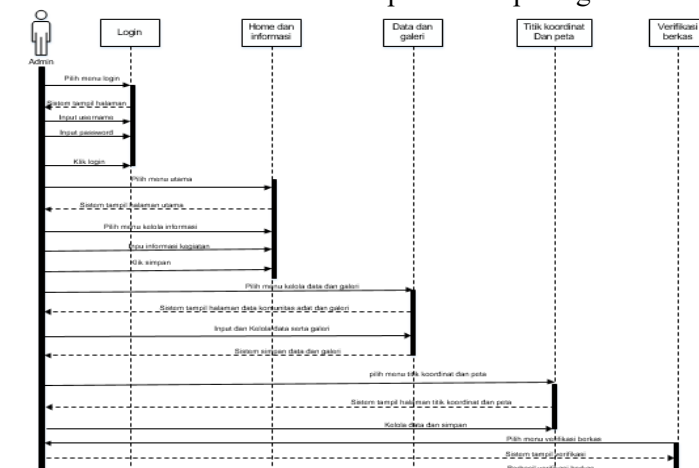 Login
Home dan
informasi
Data dan
galeri
Titik koordinat
Dan peta
Verifikasi
berkas
Admin
Pilih menu login
Sistem tampil halaman
Input username
Input password
Klik login
Pilih menu utama
Sistem tampil halaman utama
Pilih menu kelola informasi
Inpu informasi kegiatan
Klik simpan
Pilih menu kelola data dan galeri
Sistem tampil halaman data komunitas adat dan galeri
Input dan Kelola data serta galeri
Sistem simpan data dan galeri
pilih menu titik koordinat dan peta
Sistem tampil halaman titik koordinat dan peta
Kelola data dan simpan
Pilih menu verifikasi berkas
Sistem tampil verifikasi